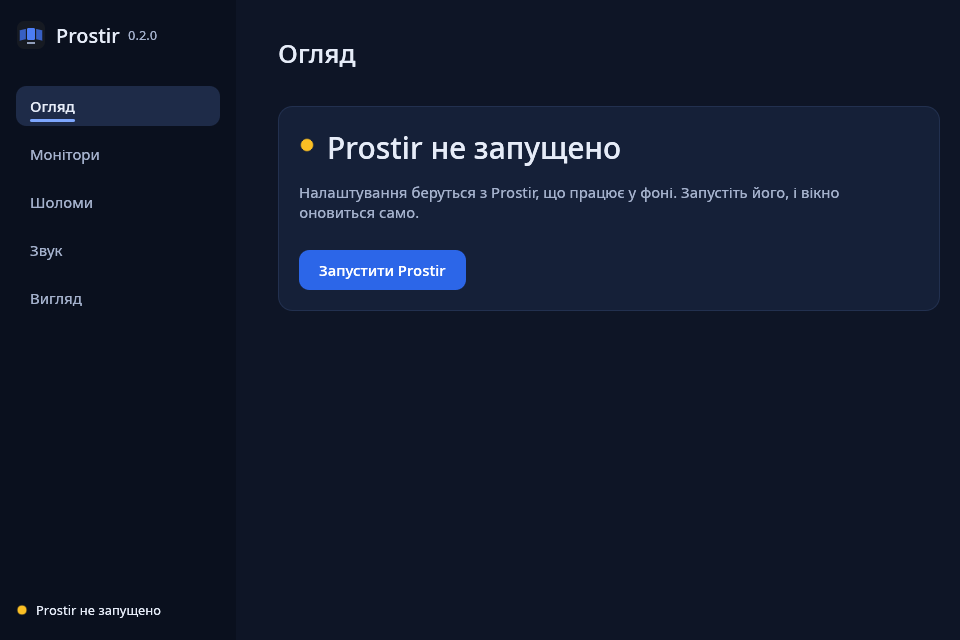 Prostir 0.2.0
Огляд
Монітори
Шоломи
Звук
Вигляд
Prostir не запущено
Огляд
Prostir не запущено
Налаштування беруться з Prostir, що працює у фоні. Запустіть його, і вікно
оновиться само.
Запустити Prostir